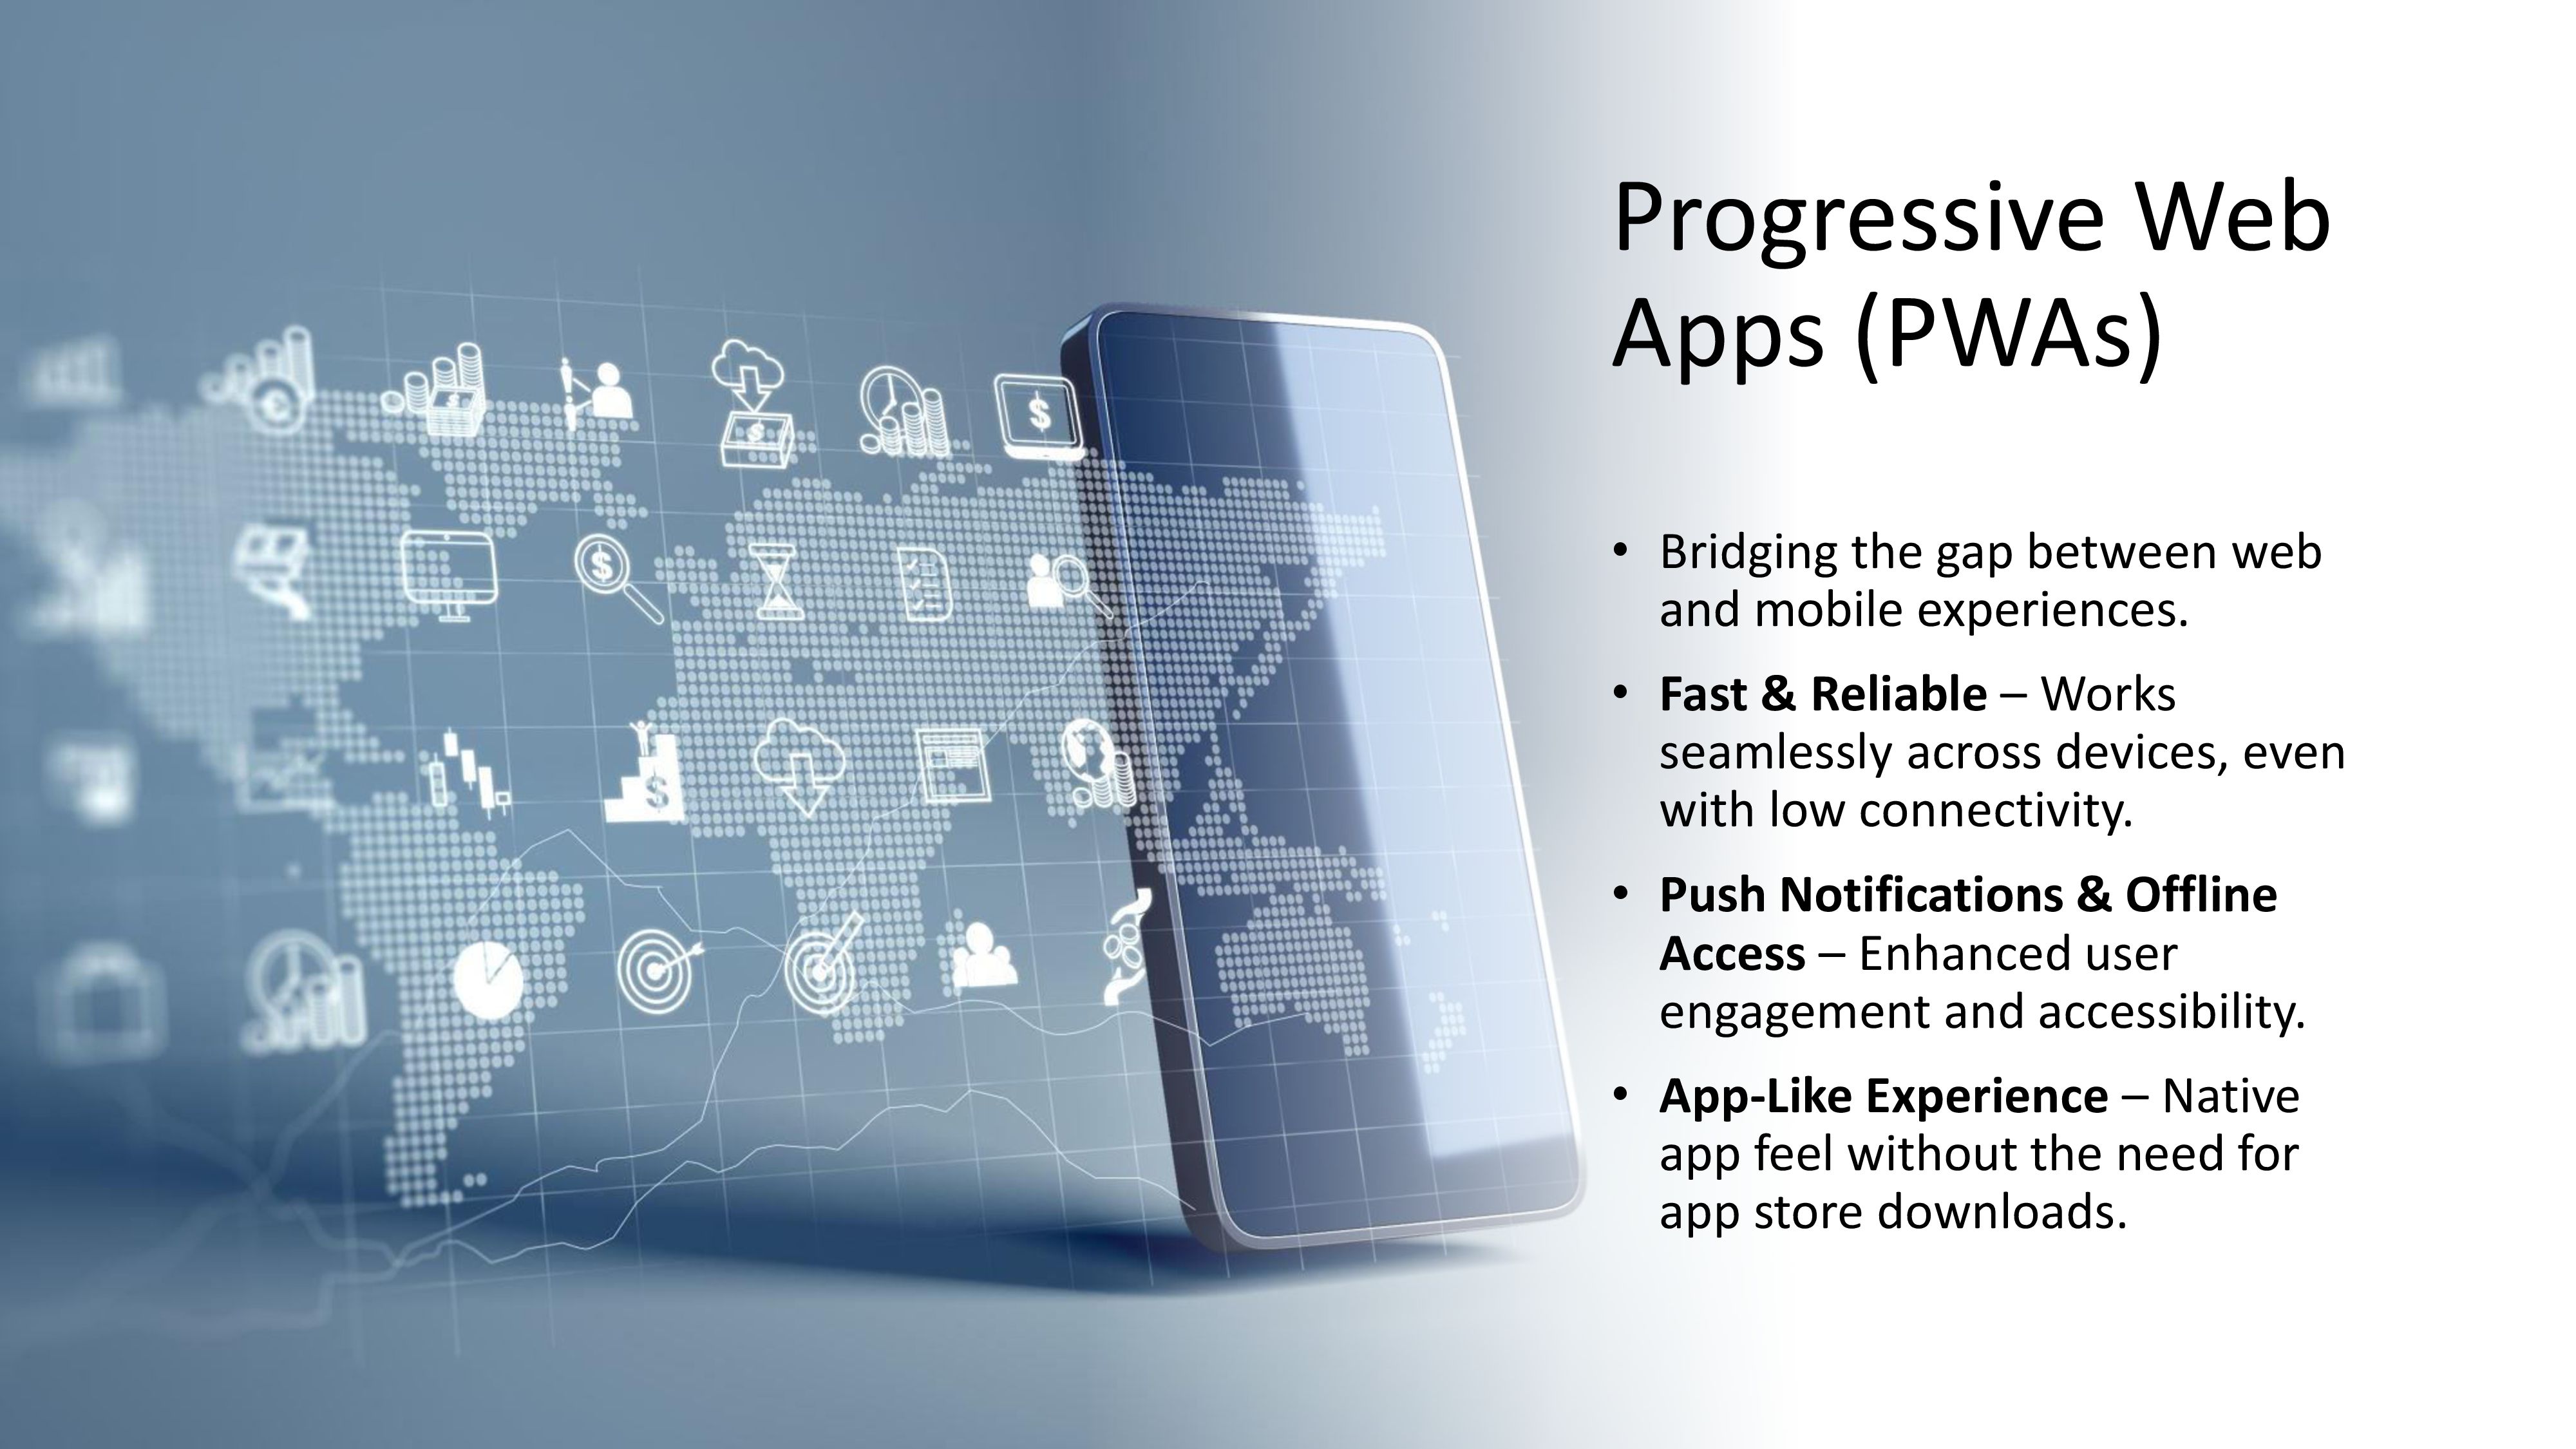 Progressive Web
Apps (PWAs)
• Bridging the gap between web
and mobile experiences.
• Fast & Reliable – Works
seamlessly across devices, even
with low connectivity.
• Push Notifications & Offline
Access – Enhanced user
engagement and accessibility.
• App-Like Experience – Native
app feel without the need for
app store downloads.